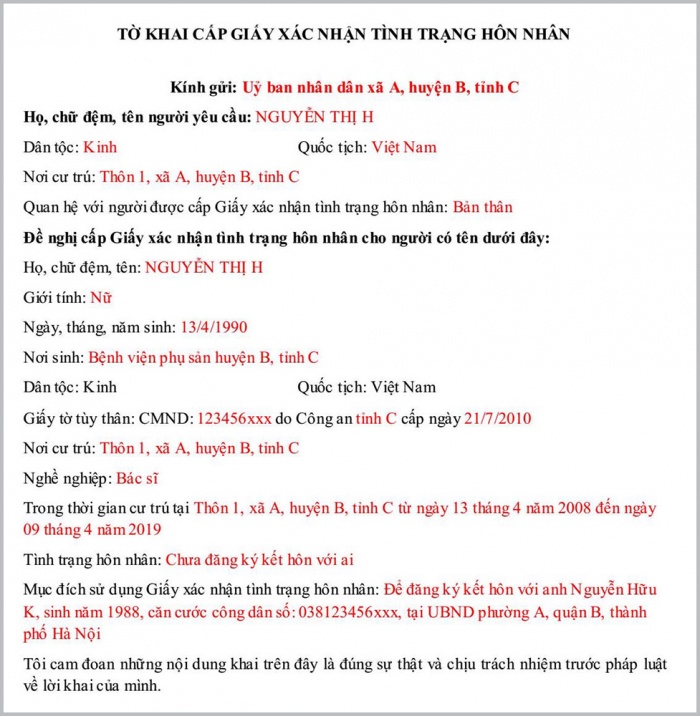 TỜ KHAI CẤP GIẤY XÁC NHẬN TÌNH TRẠNG HÔN NHÂN
Kính gửi: Uỷ ban nhân dân xã A, huyện B, tỉnh C
Họ, chữ đệm, tên người yêu cầu: NGUYỄN THỊ H
Dân tộc: Kinh Quốc tịch: Việt Nam
Nơi cư trú: Thôn 1, xã A, huyện B, tỉnh C
Quan hệ với người được cấp Giấy xác nhận tình trạng hôn nhân: Bản thân
Đề nghị cấp Giấy xác nhận tình trạng hôn nhân cho người có tên dưới đây:
Họ, chữ đệm, tên: NGUYỄN THỊ H
Giới tính: Nữ
Ngày, tháng, năm sinh: 13/4/1990
Nơi sinh: Bệnh viện phụ sản huyện B, tỉnh C
Dân tộc: Kinh Quốc tịch: Việt Nam
Giấy tờ tùy thân: CMND: 123456xxx do Công an tỉnh C cấp ngày 21/7/2010
Nơi cư trú: Thôn 1, xã A, huyện B, tỉnh C
Nghề nghiệp: Bác sĩ
Trong thời gian cư trú tại Thôn 1, xã A, huyện B, tỉnh C từ ngày 13 tháng 4 năm 2008 đến ngày
09 tháng 4 năm 2019
Tình trạng hôn nhân: Chưa đăng ký kết hôn với ai
Mục đích sử dụng Giấy xác nhận tình trạng hôn nhân: Để đăng ký kết hôn với anh Nguyễn Hữu
K, sinh năm 1988, căn cước công dân số: 038123456xxx, tại UBND phường A, quận B, thành
phố Hà Nội
Tôi cam đoan những nội dung khai trên đây là đúng sự thật và chịu trách nhiệm trước pháp luật
về lời khai của mình.